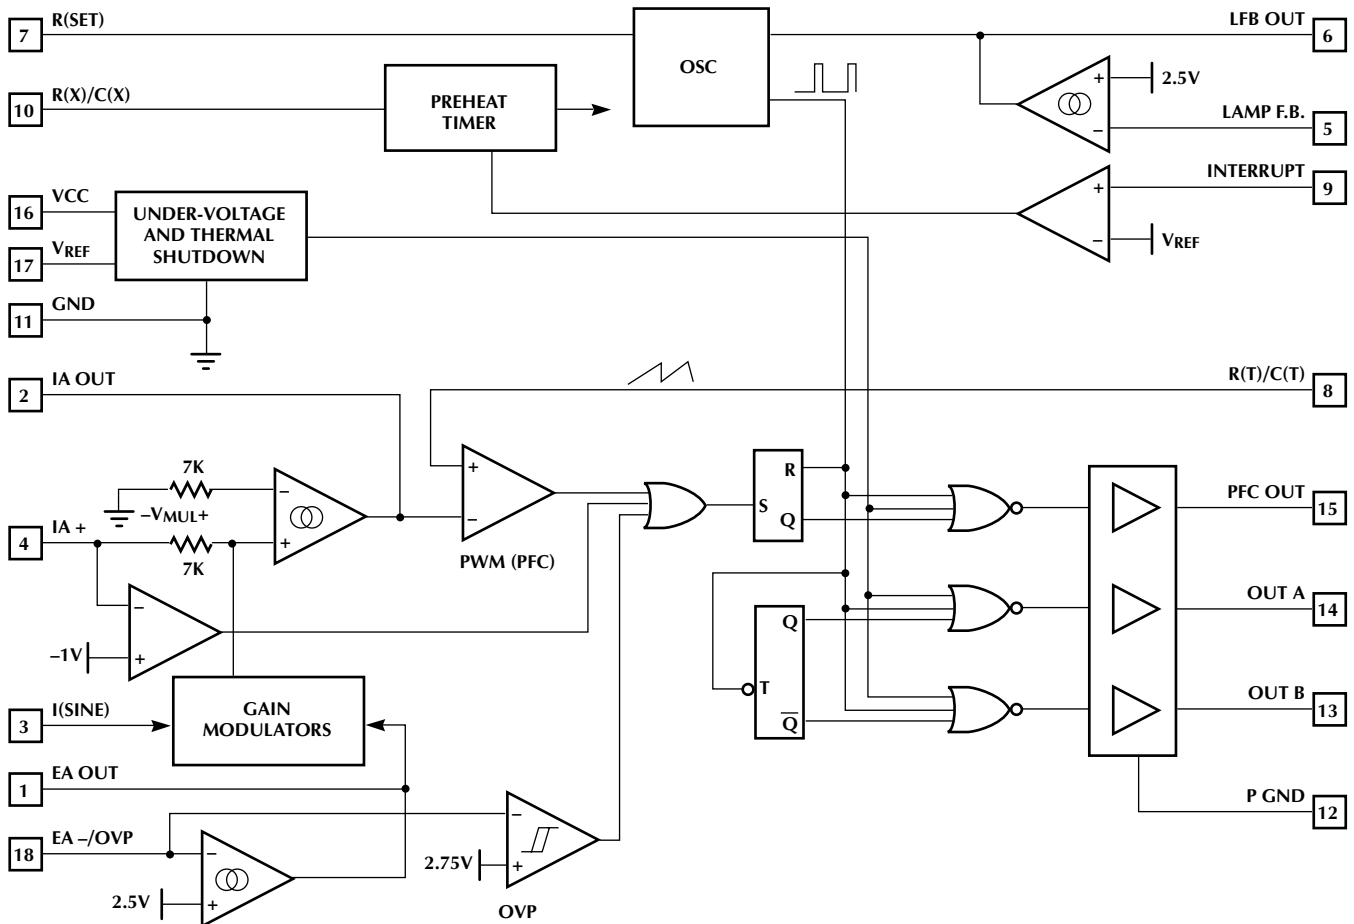 7 R(SET)
OSC
LFB OUT 6
10 R(X)/C(X)
PREHEAT
TIMER
+
2.5V
–
LAMP F.B. 5
INTERRUPT 9
+
–
VREF
16 VCC
17 VREF
UNDER-VOLTAGE
AND THERMAL
SHUTDOWN
11 GND
2 IA OUT
R(T)/C(T) 8
7K
–VMUL+
4 IA +
7K
–
+
+
–
PWM (PFC)
S
R
Q
PFC OUT
15
–
+
–1V
Q
T
Q
OUT A
14
3 I(SINE)
GAIN
MODULATORS
OUT B
13
1 EA OUT
P GND
12
18 EA –/OVP
–
+
2.5V
–
+
2.75V
OVP